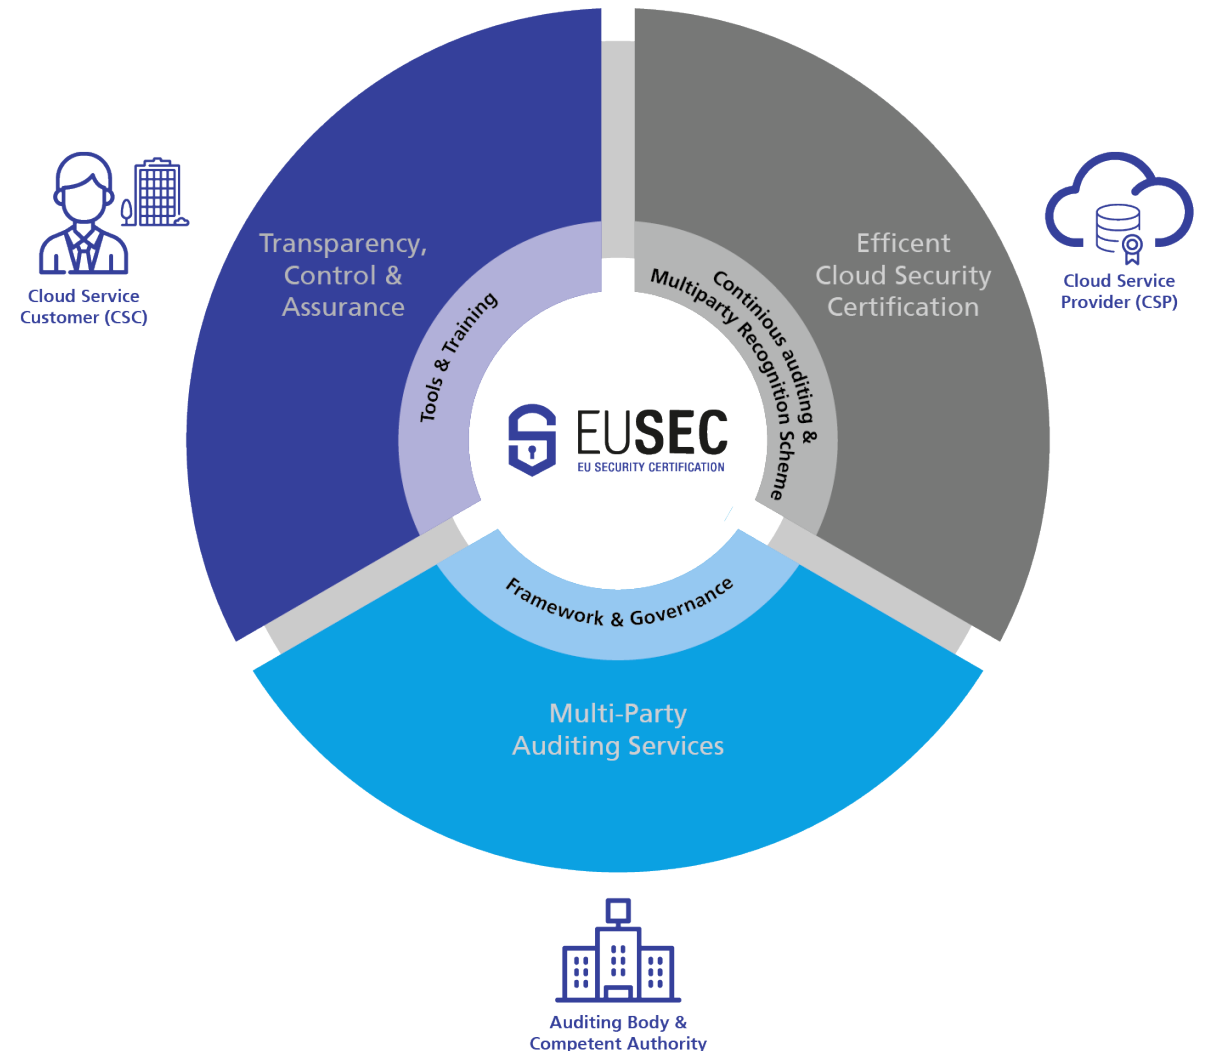 Transparency,
Control &
Assurance
Efficent
Cloud Security
Certification
Cloud Service
Customer (CSC)
Cloud Service
Provider (CSP)
Tools & Training
Continious auditing &
Multiparty Recognition Scheme
EUSEC
EU SECURITY CERTIFICATION
Framework & Governance
Multi-Party
Auditing Services
Auditing Body &
Competent Authority